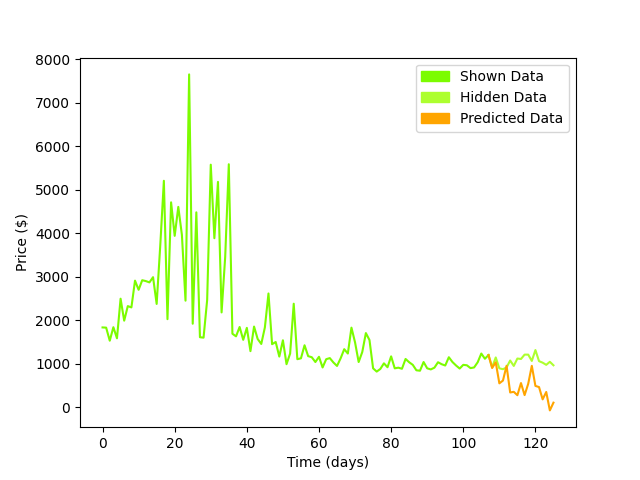 8000
7000
6000
5000
4000
3000
2000
1000
0
Price ($)
Shown Data
Hidden Data
Predicted Data
0 20 40 60 80 100 120
Time (days)